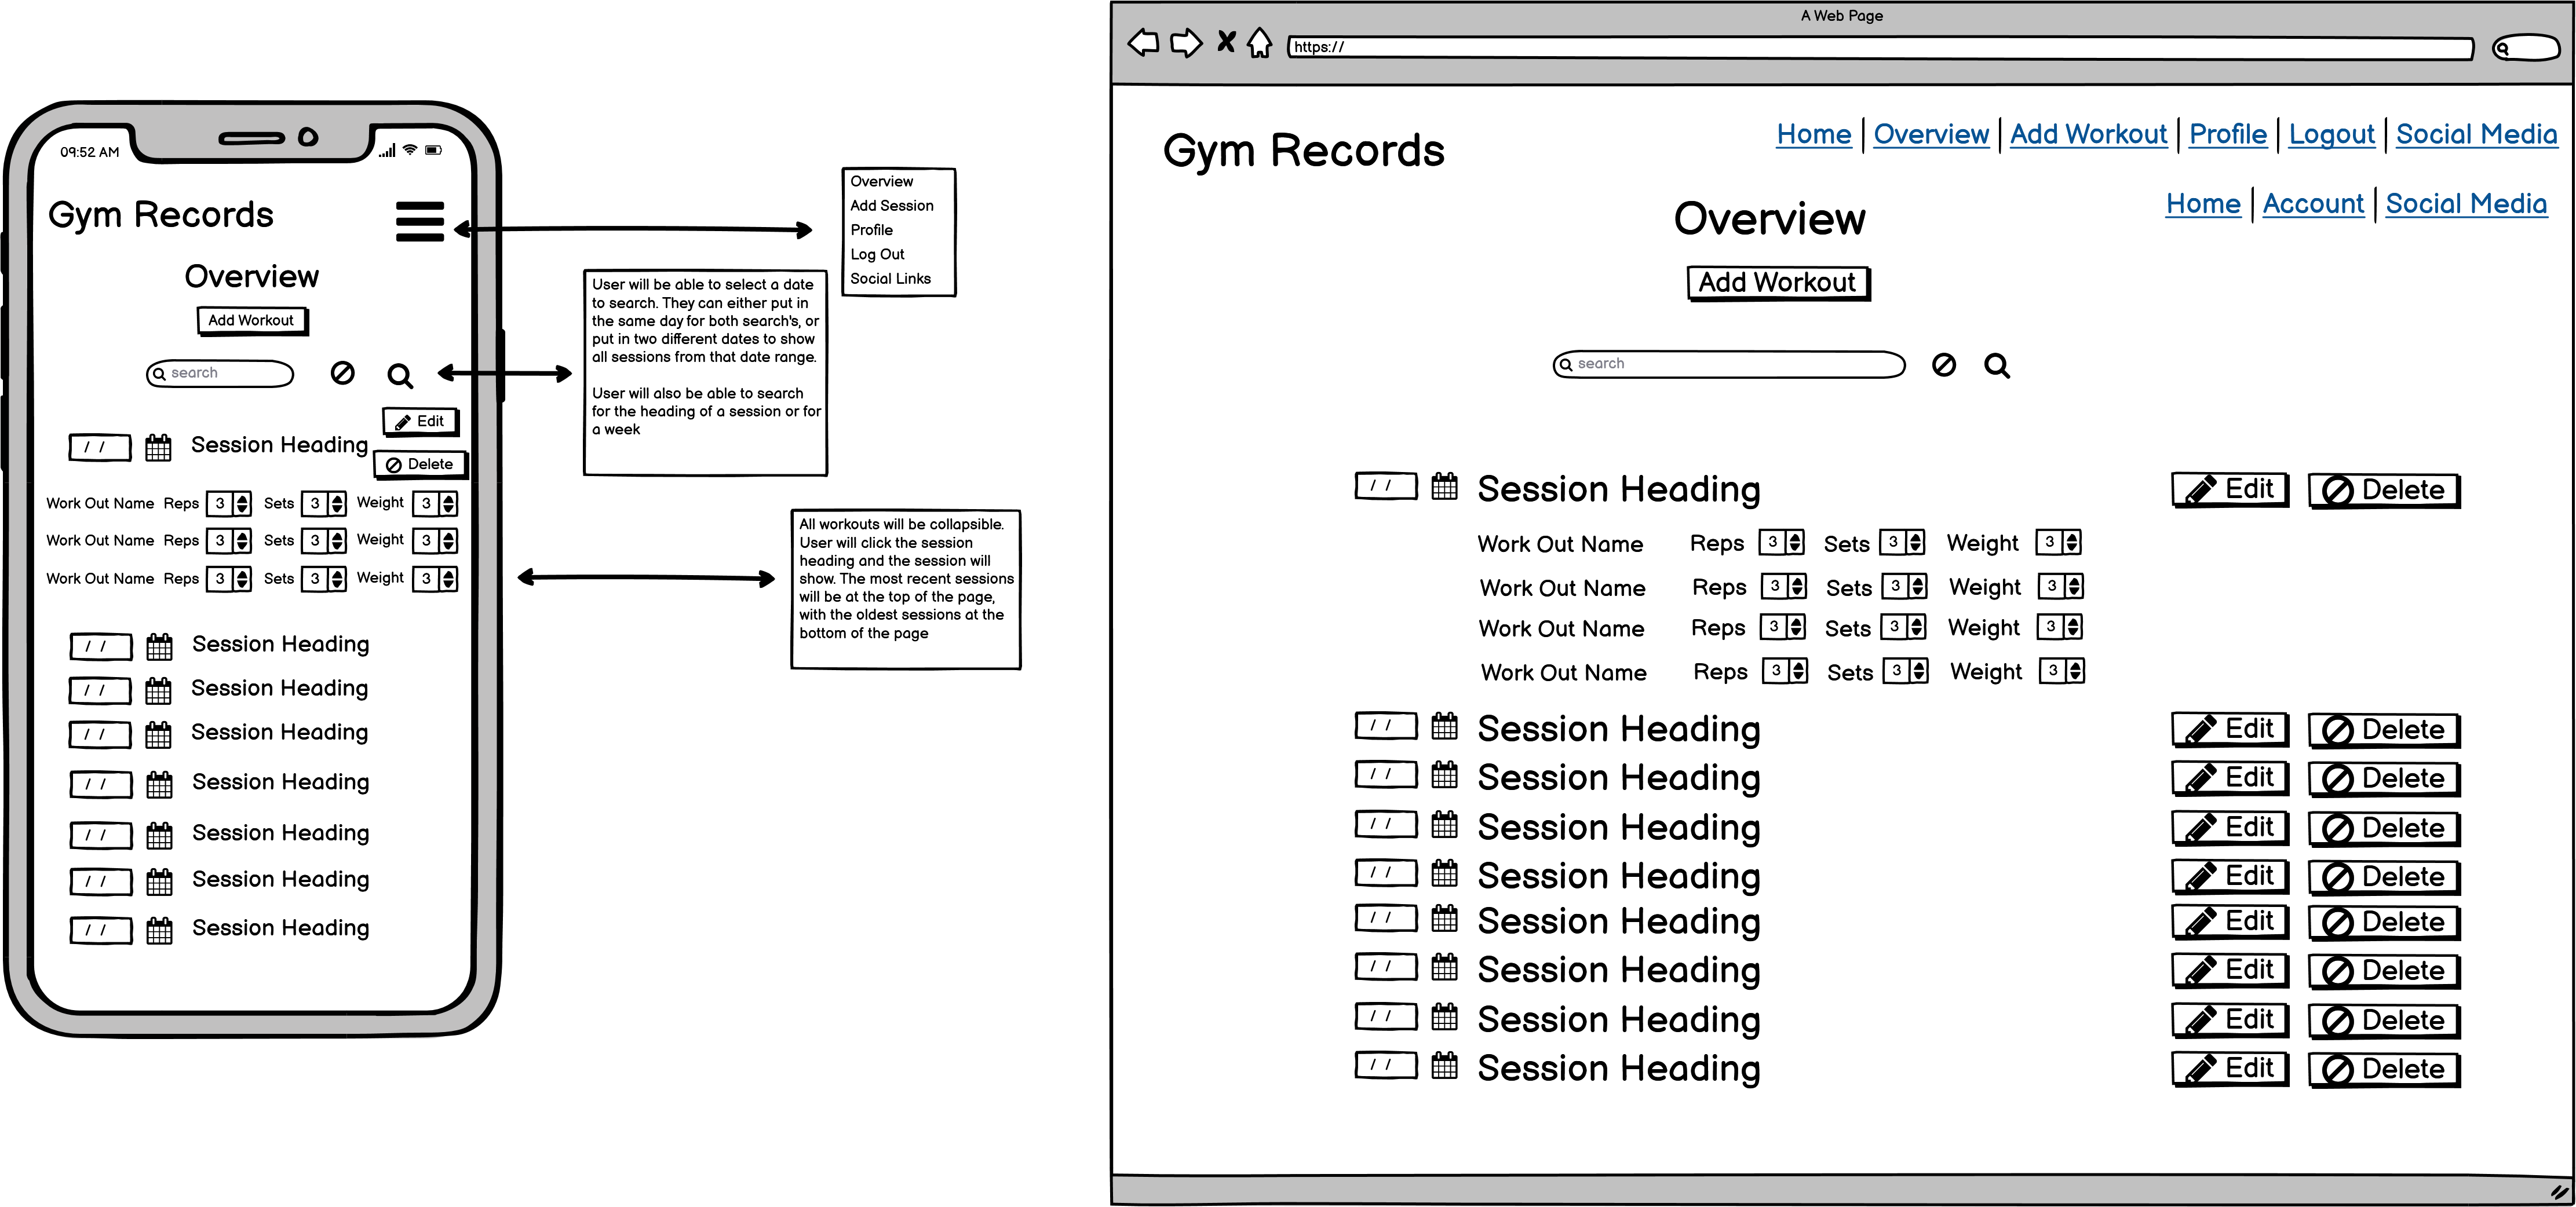 09:52 AM
Gym Records
Overview
Add Workout
search
Edit
/ / Session Heading
Delete
Work Out Name Reps 3 Sets 3 Weight 3
Work Out Name Reps 3 Sets 3 Weight 3
Work Out Name Reps 3 Sets 3 Weight 3
/ / Session Heading
/ / Session Heading
/ / Session Heading
/ / Session Heading
/ / Session Heading
/ / Session Heading
/ / Session Heading
Overview
Add Session
Profile
Log Out
Social Links
User will be able to select a date
to search. They can either put in
the same day for both search's, or
put in two different dates to show
all sessions from that date range.
User will also be able to search
for the heading of a session or for
a week
All workouts will be collapsible.
User will click the session
heading and the session will
show. The most recent sessions
will be at the top of the page,
with the oldest sessions at the
bottom of the page
A Web Page
https://
Gym Records
Home | Overview | Add Workout | Profile | Logout | Social Media
Home | Account | Social Media
Overview
Add Workout
search
/ / Session Heading Edit Delete
Work Out Name Reps 3 Sets 3 Weight 3
Work Out Name Reps 3 Sets 3 Weight 3
Work Out Name Reps 3 Sets 3 Weight 3
Work Out Name Reps 3 Sets 3 Weight 3
/ / Session Heading Edit Delete
/ / Session Heading Edit Delete
/ / Session Heading Edit Delete
/ / Session Heading Edit Delete
/ / Session Heading Edit Delete
/ / Session Heading Edit Delete
/ / Session Heading Edit Delete
/ / Session Heading Edit Delete